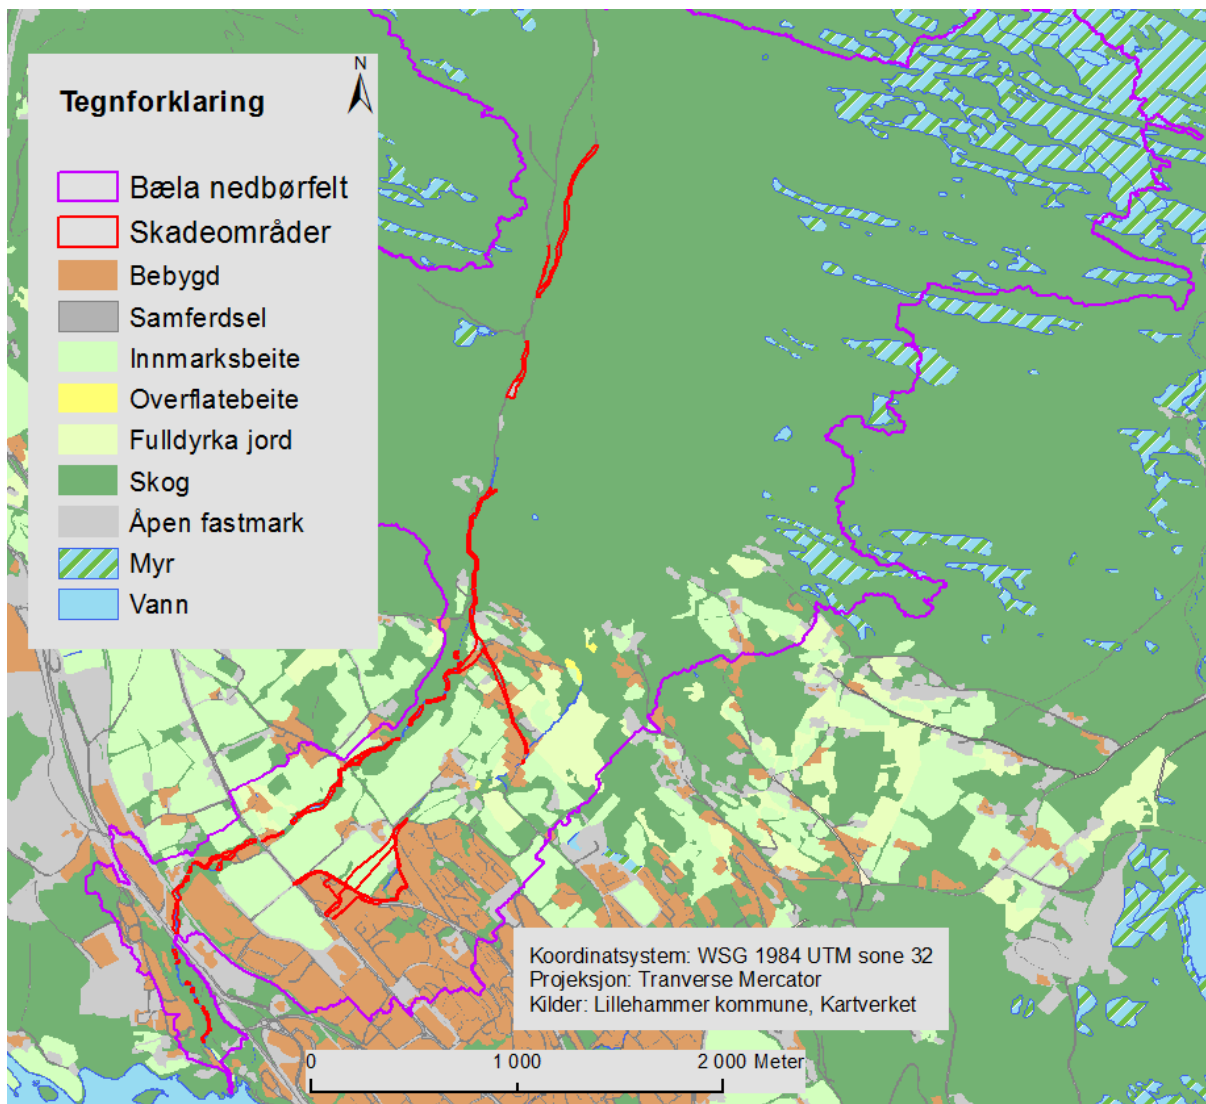 N
Tegnforklaring
Bæla nedbørfelt
Skadeområder
Bebygd
Samferdsel
Innmarksbeite
Overflatebeite
Fulldyrka jord
Skog
Åpen fastmark
Myr
Vann
Koordinatsystem: WSG 1984 UTM sone 32
Projeksjon: Tranverse Mercator
Kilder: Lillehammer kommune, Kartverket
0 1 000 2 000 Meter